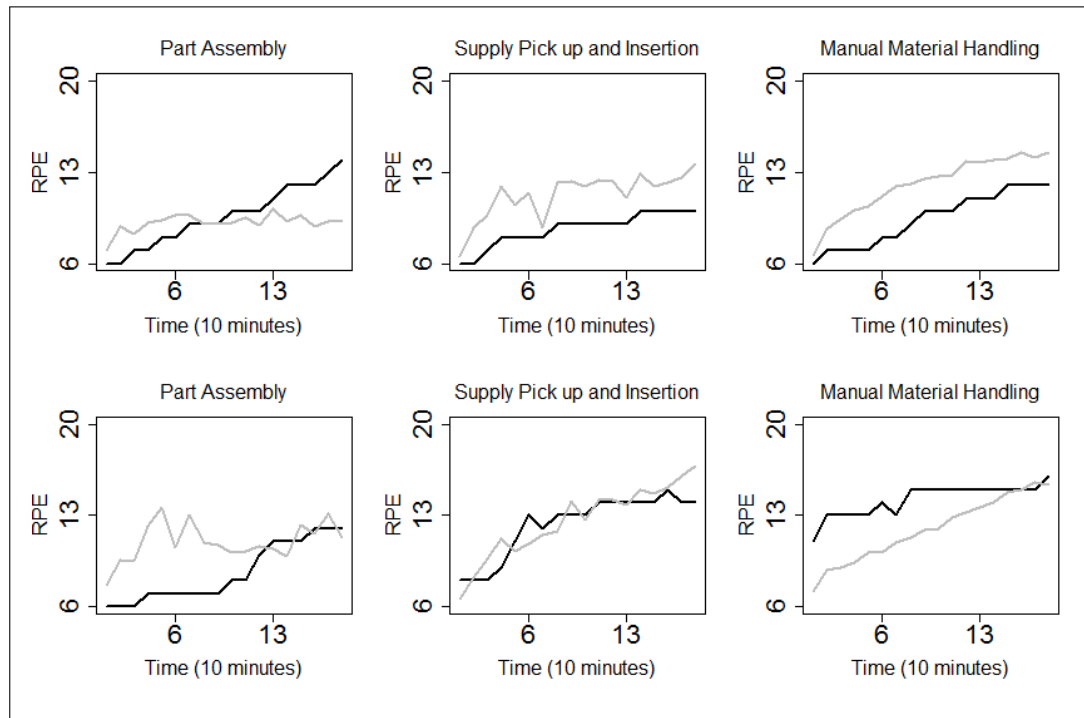 Part Assembly
RPE
20
13
6
6
13
Time (10 minutes)
Supply Pick up and Insertion
RPE
20
13
6
6
13
Time (10 minutes)
Manual Material Handling
RPE
20
13
6
6
13
Time (10 minutes)
Part Assembly
RPE
20
13
6
6
13
Time (10 minutes)
Supply Pick up and Insertion
RPE
20
13
6
6
13
Time (10 minutes)
Manual Material Handling
RPE
20
13
6
6
13
Time (10 minutes)